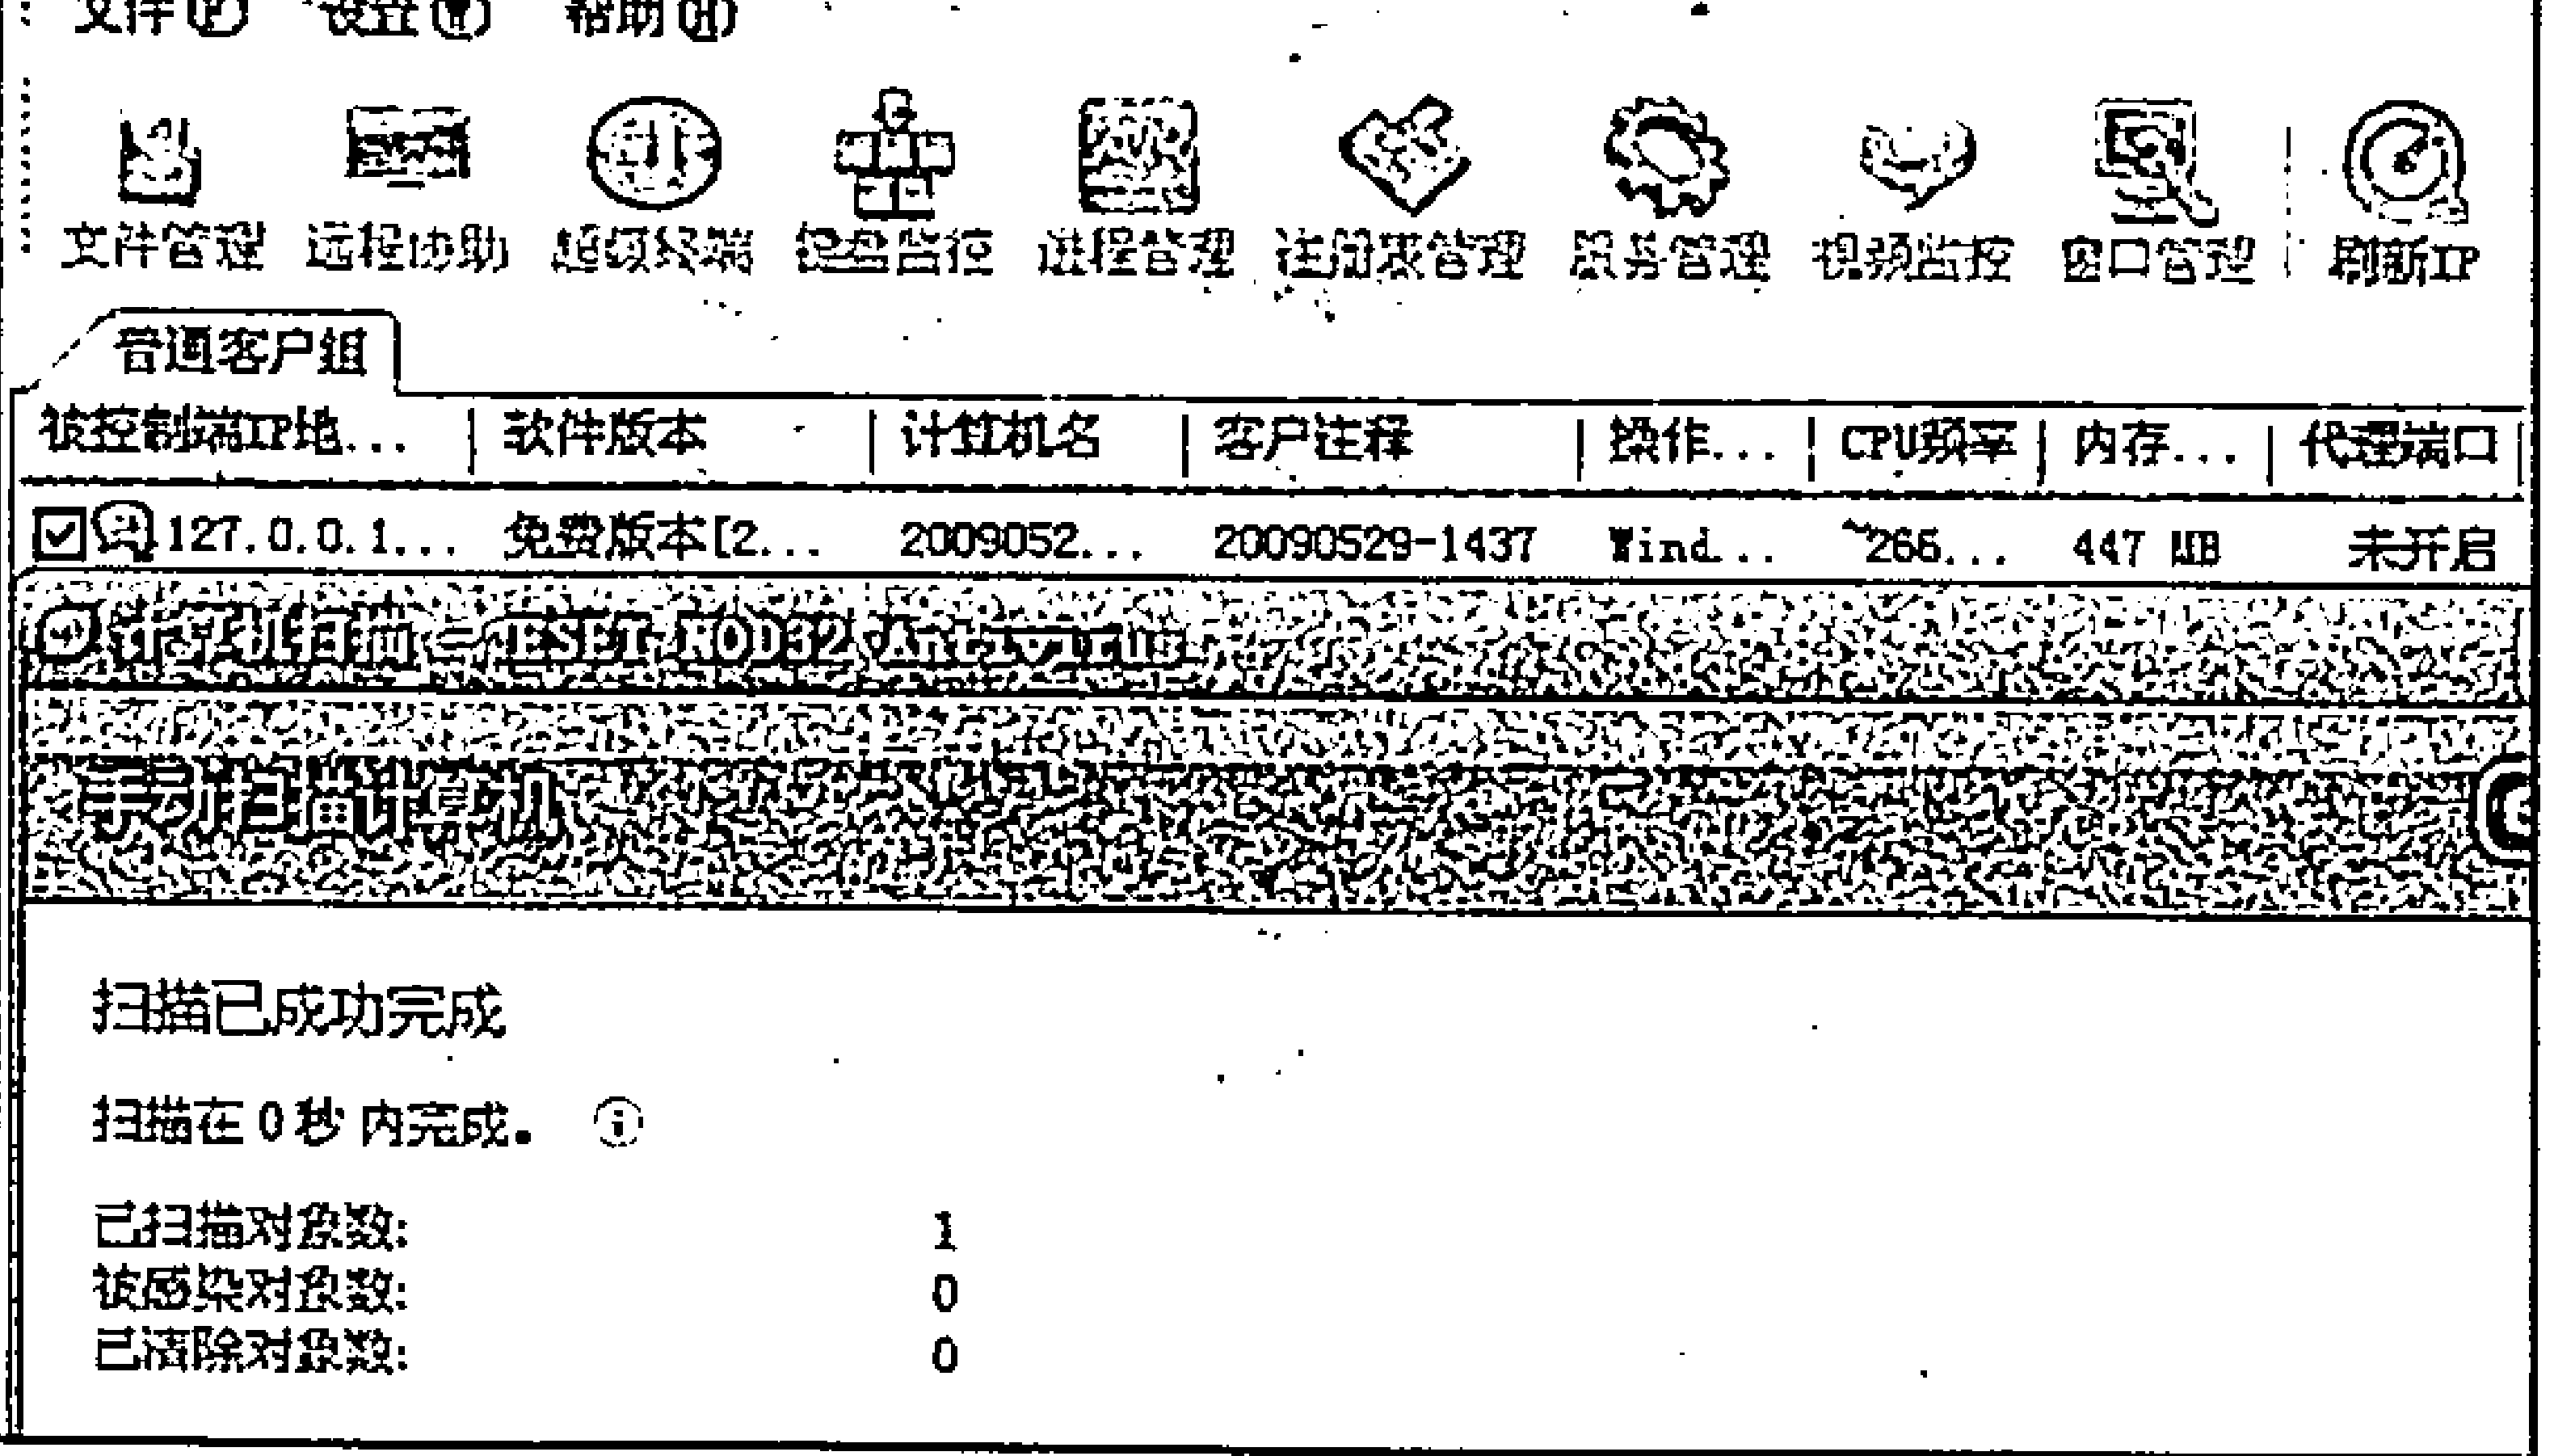 文件(F) 设置(W) 帮助(H)
文件管理 远程协助 超级终端 键盘监控 进程管理 注册表管理 服务管理 视频监控 窗口管理 刷新IP
普通客户组
被控制端IP地... 软件版本 计算机名 客户注释 操作... CPU频率 内存... 代理端口
127.0.0.1... 免费版本[2... 2009052... 20090529-1437 Wind... ~266... 447 MB 未开启
计算机扫描 - ESET NOD32 Antivirus
手动扫描计算机
扫描已成功完成
扫描在 0 秒 内完成。
已扫描对象数: 1
被感染对象数: 0
已清除对象数: 0